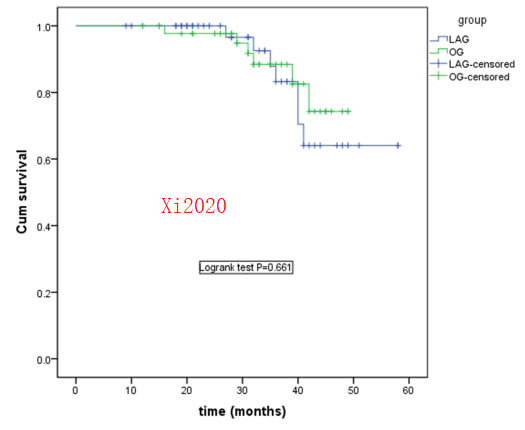 group
LAG
OG
LAG-censored
OG-censored
Cum survival
1.0
0.8
0.6
0.4
0.2
0.0
Xi2020
Logrank test P=0.661
0 10 20 30 40 50 60
time (months)